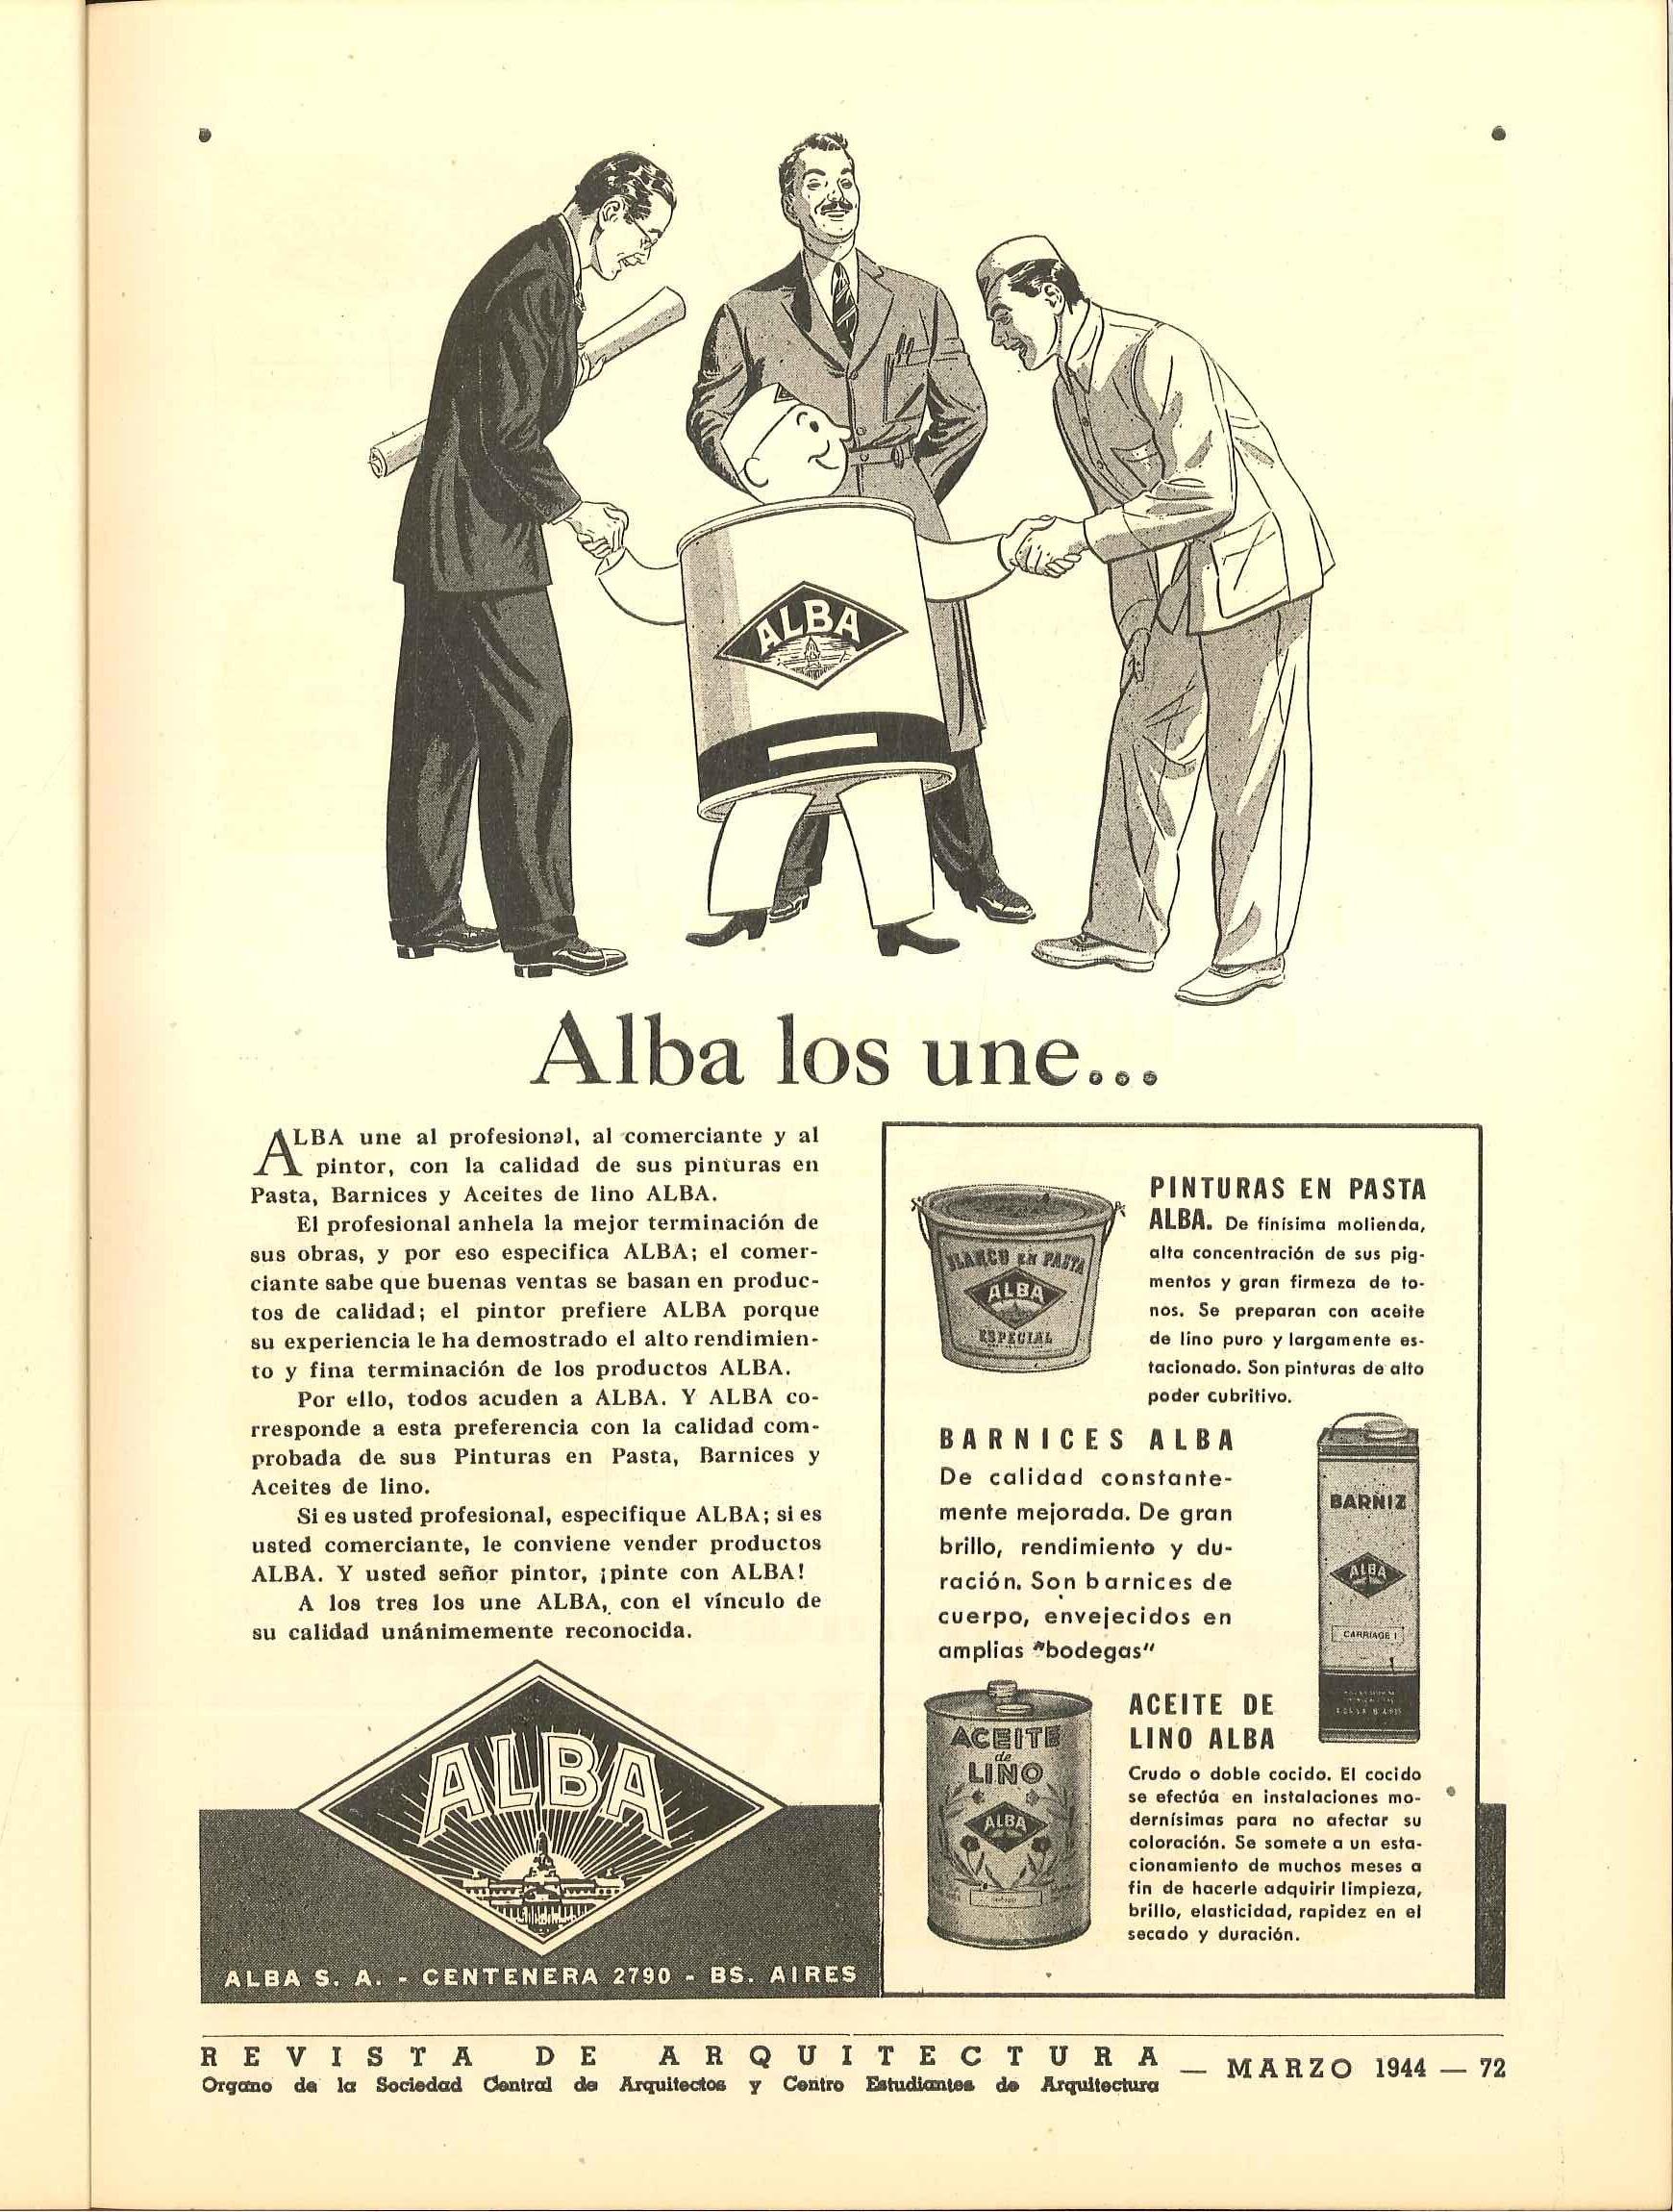 ALBA
Alba los une...
ALBA une al profesional, al comerciante y al
pintor, con la calidad de sus pinturas en
Pasta, Barnices y Aceites de lino ALBA.
El profesional anhela la mejor terminación de
sus obras, y por eso especifica ALBA; el comer-
ciante sabe que buenas ventas se basan en produc-
tos de calidad; el pintor prefiere ALBA porque
su experiencia le ha demostrado el alto rendimien-
to y fina terminación de los productos ALBA.
Por ello, todos acuden a ALBA. Y ALBA co-
rresponde a esta preferencia con la calidad com-
probada de sus Pinturas en Pasta, Barnices y
Aceites de lino.
Si es usted profesional, especifique ALBA; si es
usted comerciante, le conviene vender productos
ALBA. Y usted señor pintor, ¡pinte con ALBA!
A los tres los une ALBA, con el vínculo de
su calidad unánimemente reconocida.
ALBA
ALBA S. A. - CENTENERA 2790 - BS. AIRES
BLANCO EN PASTA
ALBA
ESPECIAL
PINTURAS EN PASTA
ALBA. De finísima molienda,
alta concentración de sus pig-
mentos y gran firmeza de to-
nos. Se preparan con aceite
de lino puro y largamente es-
tacionado. Son pinturas de alto
poder cubritivo.
BARNICES ALBA
De calidad constante-
mente mejorada. De gran
brillo, rendimiento y du-
ración. Son barnices de
cuerpo, envejecidos en
amplias "bodegas"
BARNIZ
ALBA
CARRIAGE I
ACEITE
de
LINO
ALBA
ACEITE DE
LINO ALBA
Crudo o doble cocido. El cocido
se efectúa en instalaciones mo-
dernísimas para no afectar su
coloración. Se somete a un esta-
cionamiento de muchos meses a
fin de hacerle adquirir limpieza,
brillo, elasticidad, rapidez en el
secado y duración.
REVISTA DE ARQUITECTURA — MARZO 1944 — 72
Organo de la Sociedad Central de Arquitectos y Centro Estudiantes de Arquitectura